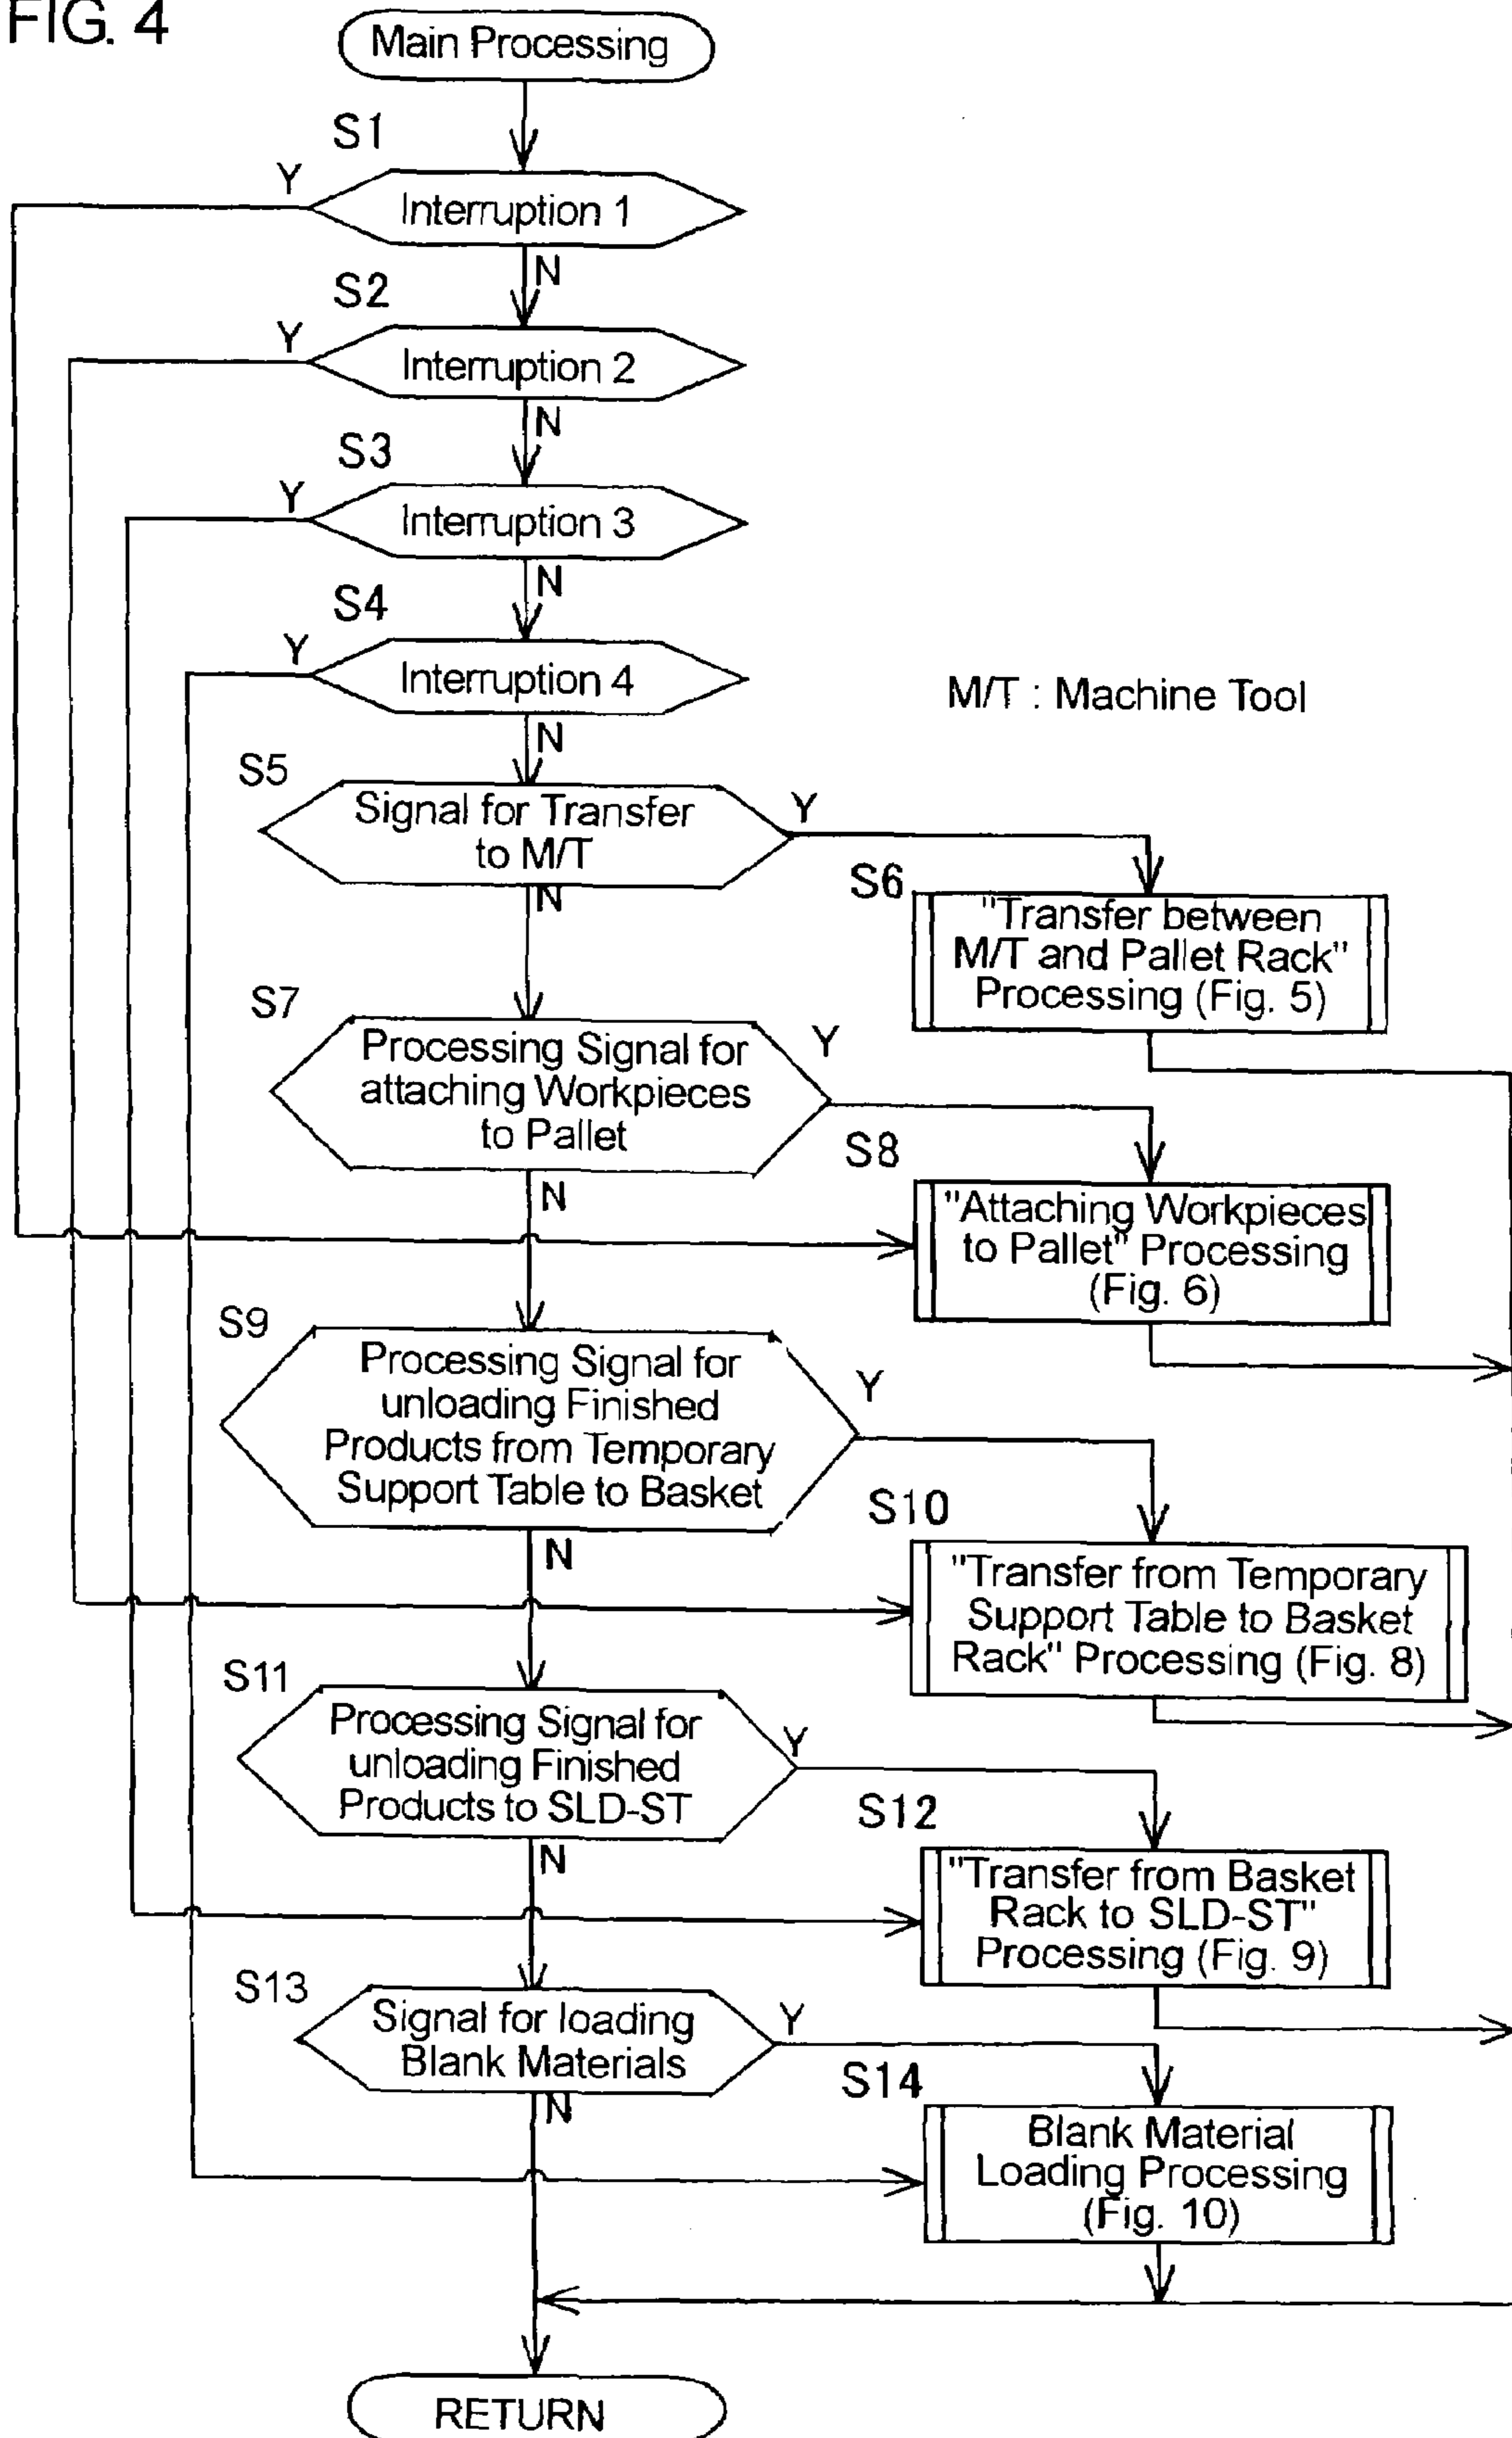 FIG. 4
Main Processing
S1
Y
Interruption 1
N
S2
Y
Interruption 2
N
S3
Y
Interruption 3
N
S4
Y
Interruption 4
N
M/T : Machine Tool
S5
Signal for Transfer
to M/T
Y
N
S6
"Transfer between
M/T and Pallet Rack"
Processing (Fig. 5)
S7
Processing Signal for
attaching Workpieces
to Pallet
Y
N
S8
"Attaching Workpieces
to Pallet" Processing
(Fig. 6)
S9
Processing Signal for
unloading Finished
Products from Temporary
Support Table to Basket
Y
N
S10
"Transfer from Temporary
Support Table to Basket
Rack" Processing (Fig. 8)
S11
Processing Signal for
unloading Finished
Products to SLD-ST
Y
N
S12
"Transfer from Basket
Rack to SLD-ST"
Processing (Fig. 9)
S13
Signal for loading
Blank Materials
Y
N
S14
Blank Material
Loading Processing
(Fig. 10)
RETURN